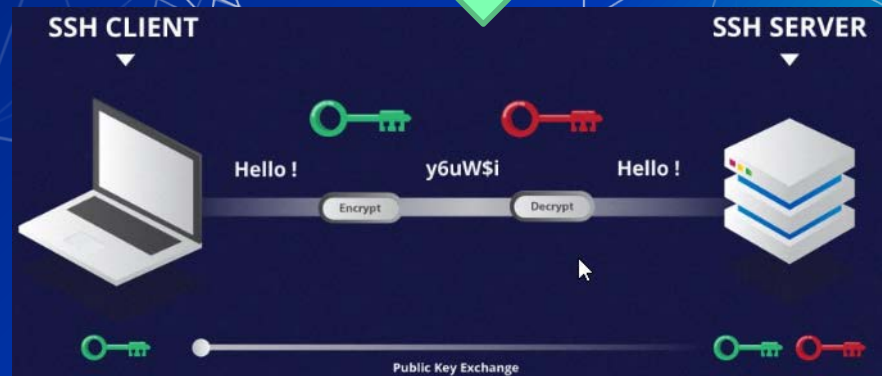 SSH CLIENT
SSH SERVER
Hello !
y6uW$i
Hello !
Encrypt
Decrypt
Public Key Exchange